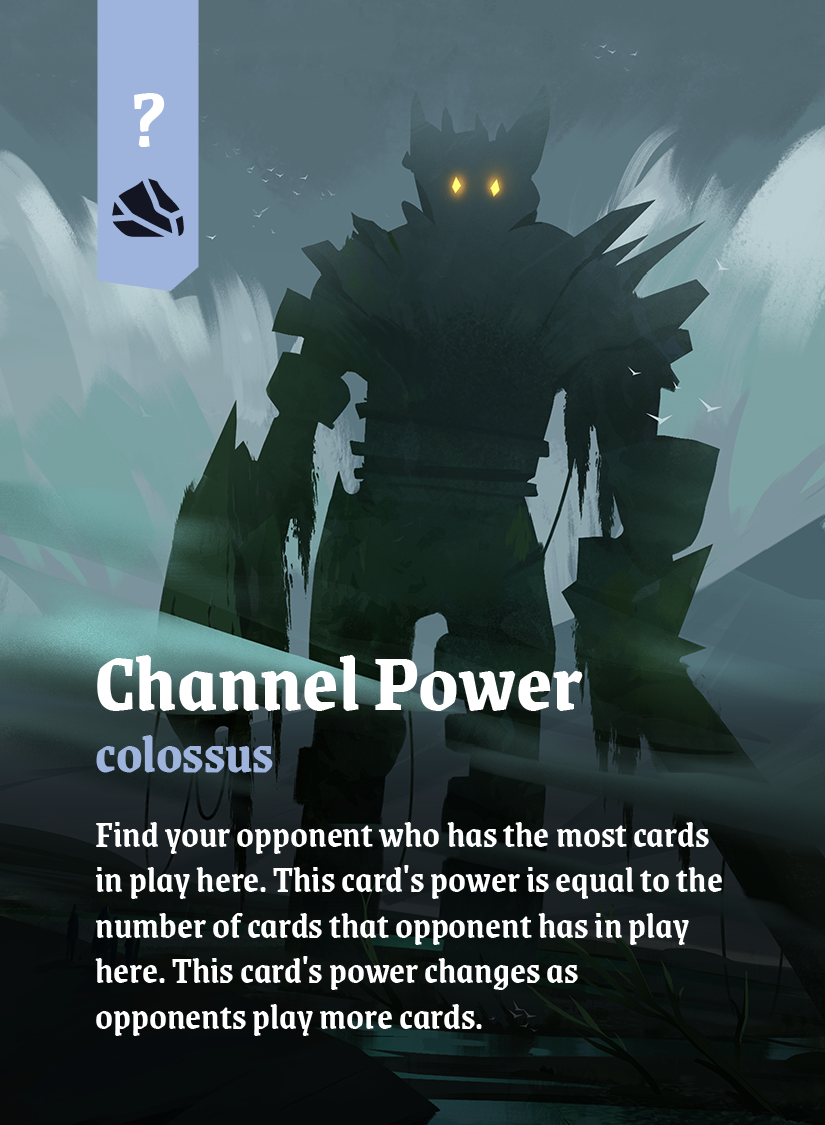 ?
Channel Power
colossus
Find your opponent who has the most cards
in play here. This card's power is equal to the
number of cards that opponent has in play
here. This card's power changes as
opponents play more cards.